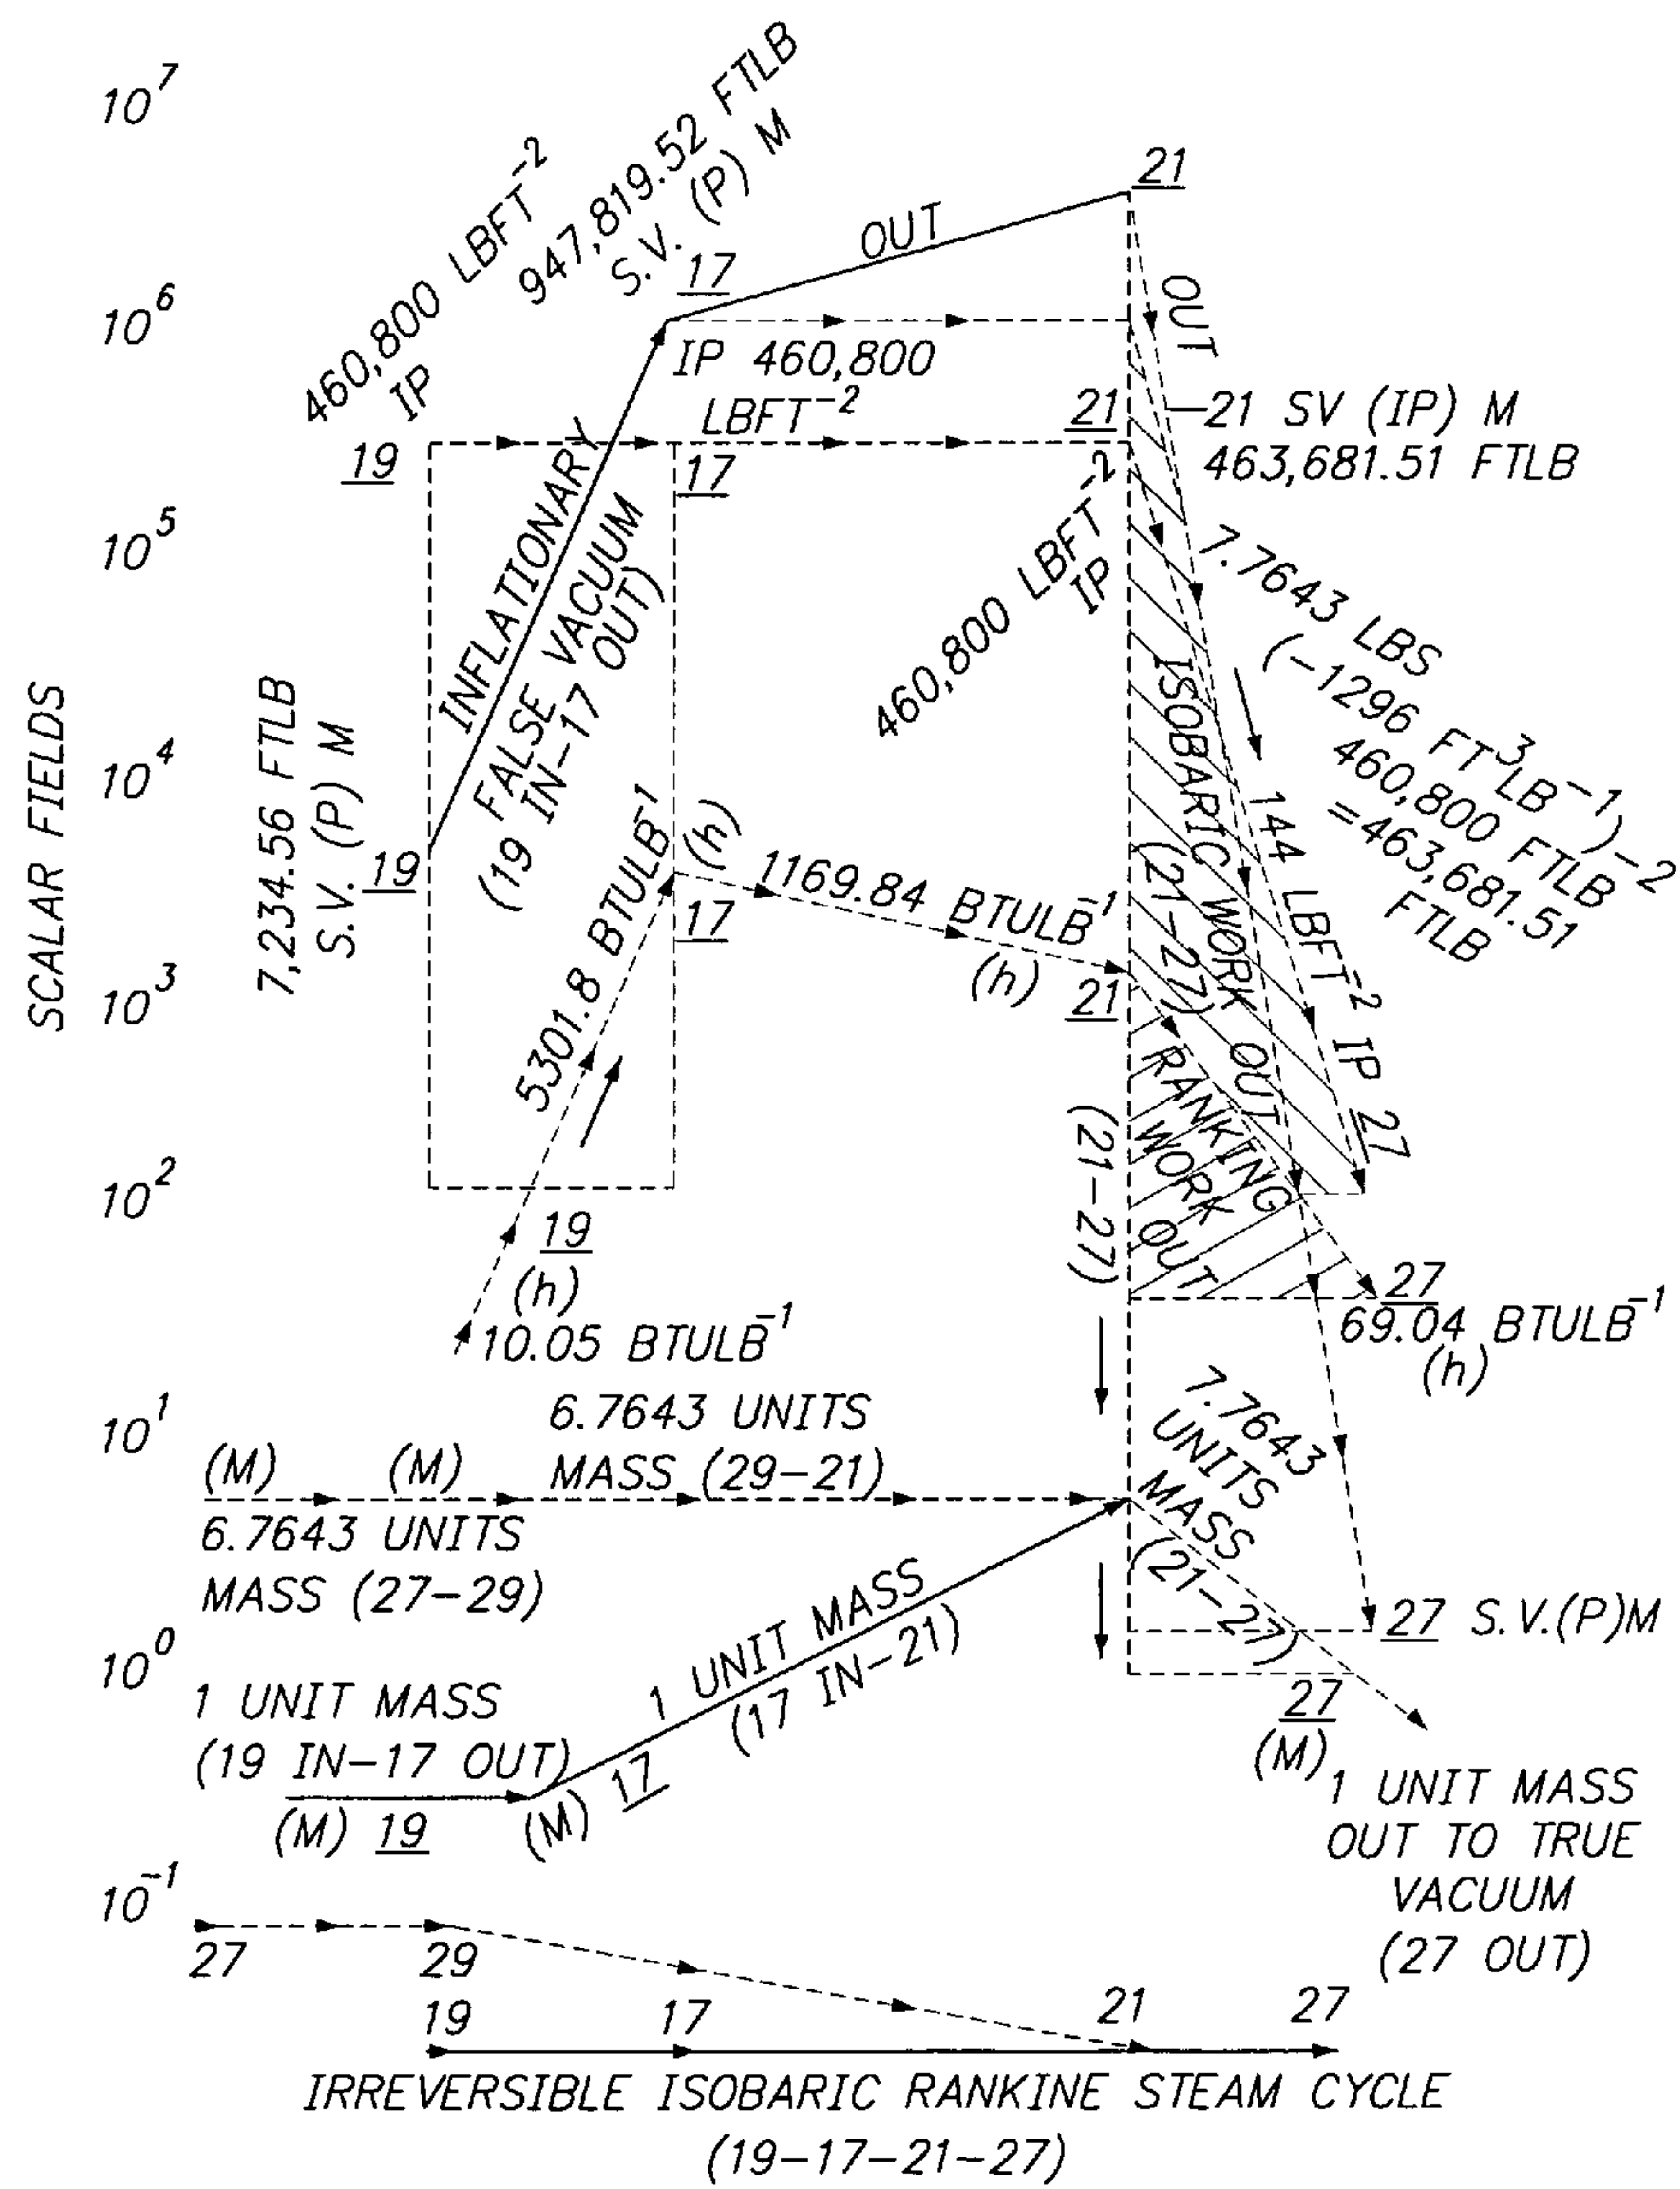 10^7
10^6
10^5
10^4
10^3
10^2
10^1
10^0
10^-1
SCALAR FIELDS
460,800 LBFT^-2
IP
947,819.52 FTLB
S.V. (P) M
17
OUT
21
OUT
IP 460,800
LBFT^-2
19
17
21
21 SV (IP) M
463,681.51 FTLB
INFLATIONARY
FALSE VACUUM
(19 IN-17 OUT)
460,800 LBFT^-2
IP
7.7643 LBS
(-1296 FT^3LB^-1)^-2
460,800 FTLB
=463,681.51
FTLB
7,234.56 FTLB
S.V. (P) M
19
ISOBARIC WORK OUT
(21-27)
144 LBFT^-2 IP 27
5301.8 BTULB^-1
(h)
17
1169.84 BTULB^-1
(h)
21
RANKING
WORK
OUT
(21-27)
19
(h)
10.05 BTULB^-1
27
69.04 BTULB^-1
(h)
6.7643 UNITS
MASS (29-21)
(M)
(M)
6.7643 UNITS
MASS (27-29)
7.7643
UNITS
MASS
(21-27)
1 UNIT MASS
(17 IN-21)
27 S.V.(P)M
1 UNIT MASS
(19 IN-17 OUT)
(M) 19
(M) 17
27
(M)
1 UNIT MASS
OUT TO TRUE
VACUUM
(27 OUT)
27
29
19
17
21
27
IRREVERSIBLE ISOBARIC RANKINE STEAM CYCLE
(19-17-21-27)